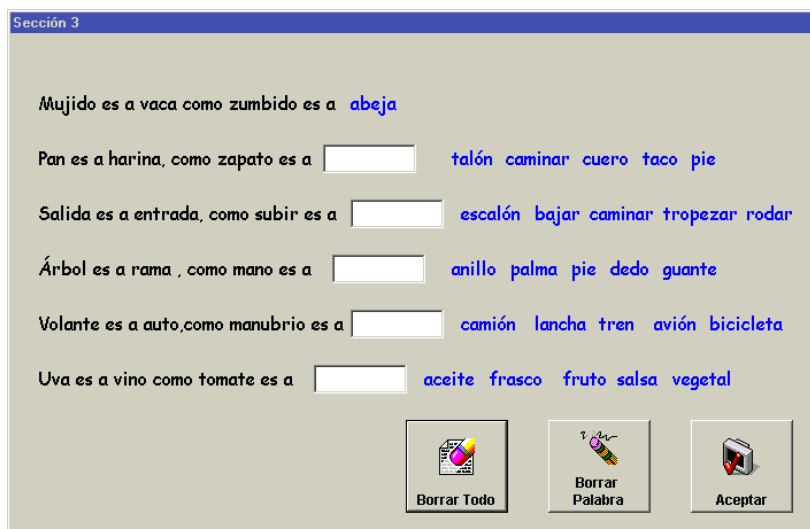 Sección 3
Mujido es a vaca como zumbido es a abeja
Pan es a harina, como zapato es a talón caminar cuero taco pie
Salida es a entrada, como subir es a escalón bajar caminar tropezar rodar
Árbol es a rama , como mano es a anillo palma pie dedo guante
Volante es a auto,como manubrio es a camión lancha tren avión bicicleta
Uva es a vino como tomate es a aceite frasco fruto salsa vegetal
Borrar Todo
Borrar
Palabra
Aceptar